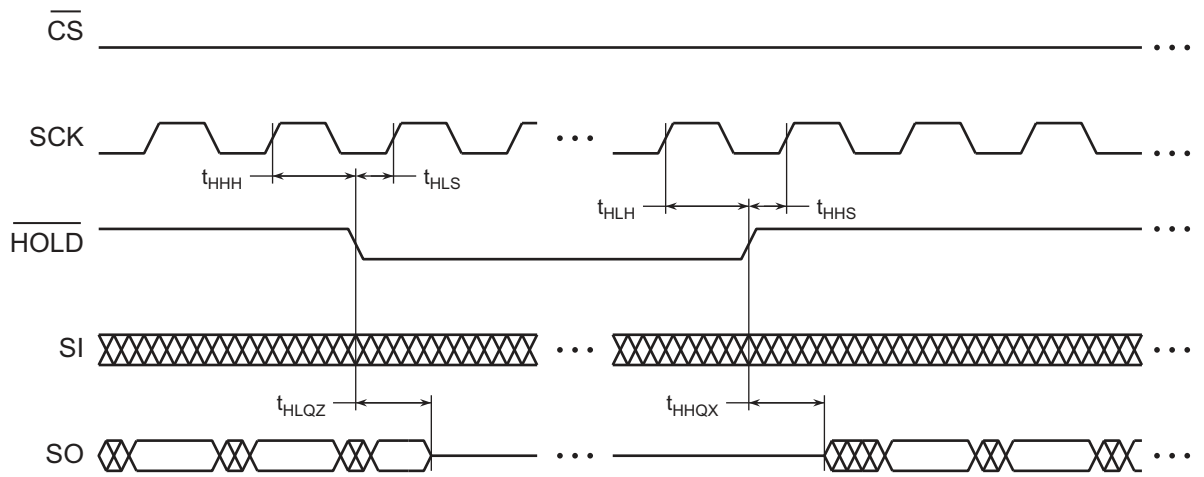 CS
SCK
tHHH
tHLS
tHLH
tHHS
HOLD
SI
tHLQZ
tHHQX
SO